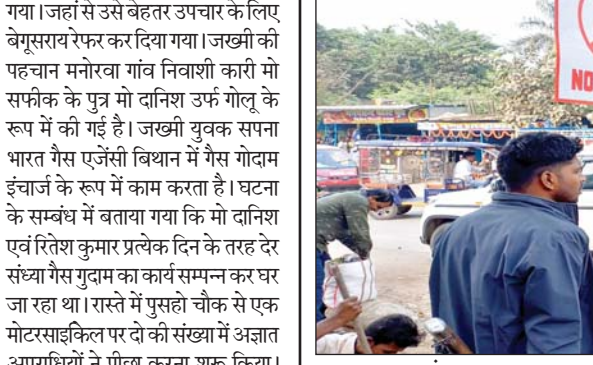 गया। जहां से उसे बेहतर उपचार के लिए
बेगूसराय रेफर कर दिया गया। जख्मी की
पहचान मनोरवा गांव निवाशी कारी मो
सफीक के पुत्र मो दानिश उर्फ गोलू के
रूप में की गई है। जख्मी युवक सपना
भारत गैस एजेंसी बिथान में गैस गोदाम
इंचार्ज के रूप में काम करता है। घटना
के सम्बंध में बताया गया कि मो दानिश
एवं रितेश कुमार प्रत्येक दिन के तरह देर
संध्या गैस गुदाम का कार्य सम्पन्न कर घर
जा रहा था। रास्ते में पुसहो चौक से एक
मोटरसाइकिल पर दो की संख्या में अज्ञात
अपराधियों ने पीछा करना शुरू किया।
NO